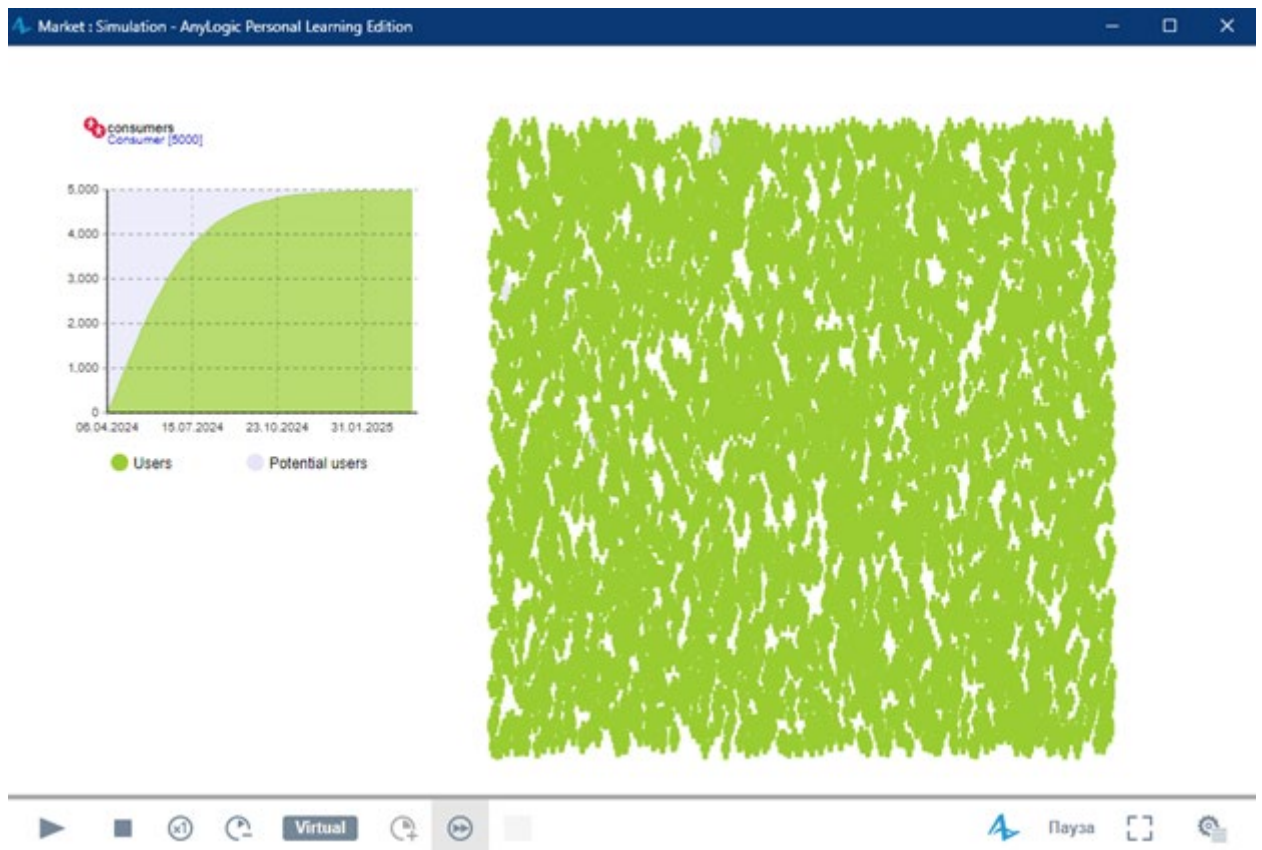 Market : Simulation - AnyLogic Personal Learning Edition
consumers
Consumer [5000]
5,000
4,000
3,000
2,000
1,000
0
06.04.2024 15.07.2024 23.10.2024 31.01.2025
Users Potential users
x1 Virtual Пауза